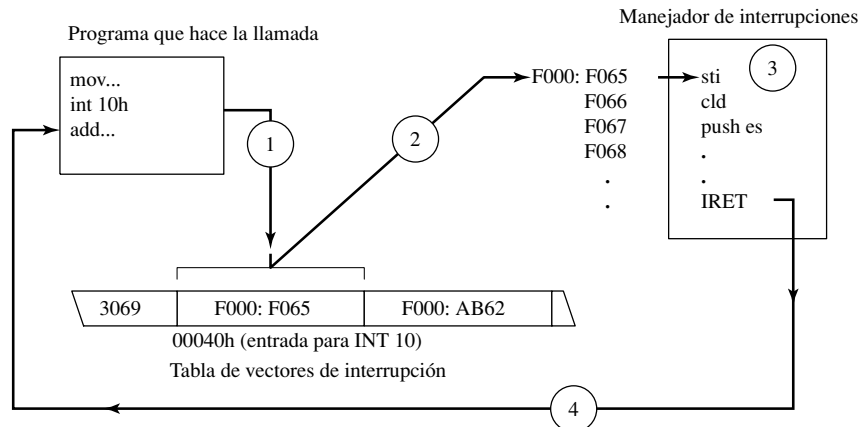 Manejador de interrupciones
Programa que hace la llamada
mov...
int 10h
add...
1
2
F000: F065
F066
F067
F068
.
.
3
sti
cld
push es
.
.
IRET
3069
F000: F065
F000: AB62
00040h (entrada para INT 10)
Tabla de vectores de interrupción
4